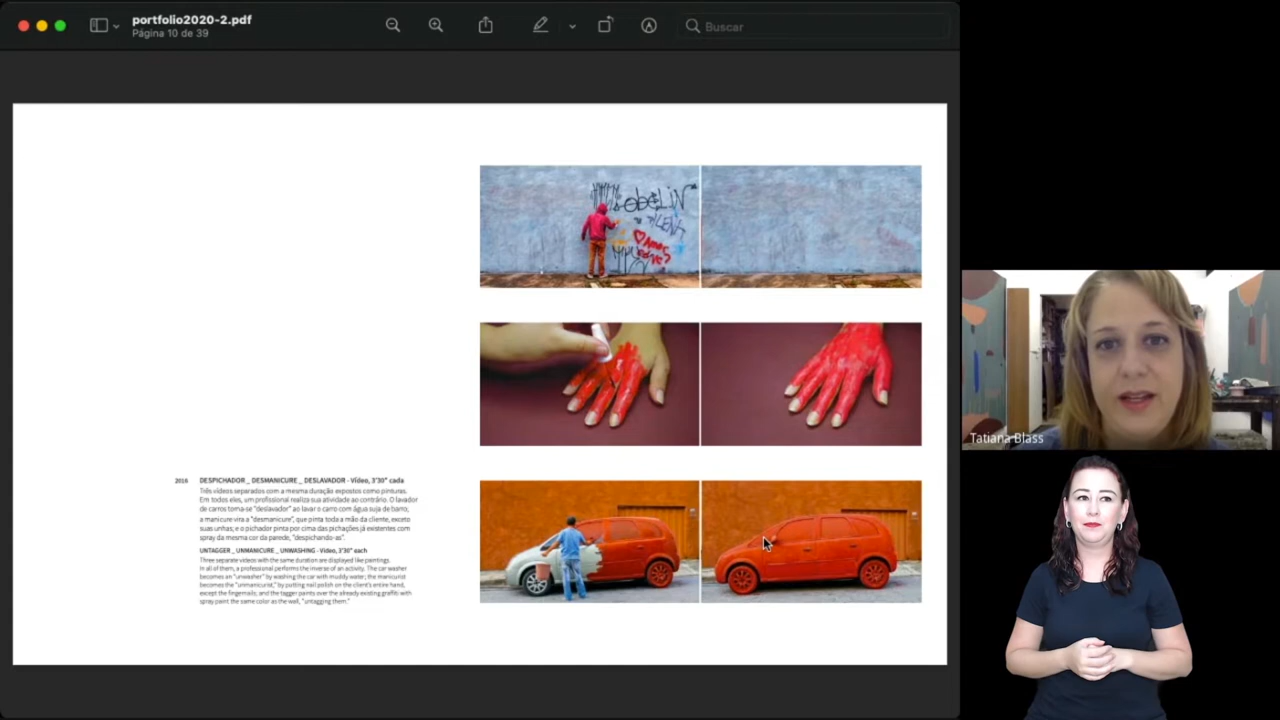 portfolio2020-2.pdf
Página 10 de 39
Buscar
obELIN
SiLENt
2016
DESPICHADOR _ DESMANICURE _ DESLAVADOR - Vídeo, 3'30" cada
Três vídeos separados com a mesma duração expostos como pinturas.
Em todos eles, um profissional realiza sua atividade ao contrário. O lavador
de carros torna-se "deslavador" ao lavar o carro com água suja de barro;
a manicure vira a "desmanicure", que pinta toda a mão da cliente, exceto
suas unhas; e o pichador pinta por cima das pichações já existentes com
spray da mesma cor da parede, "despichando-as".
UNTAGGER _ UNMANICURE _ UNWASHING - Vídeo, 3'30" each
Three separate videos with the same duration are displayed like paintings.
In all of them, a professional performs the inverse of an activity. The car washer
becomes an "unwasher" by washing the car with muddy water; the manicurist
becomes the "unmanicurist," by putting nail polish on the client's entire hand,
except the fingernails; and the tagger paints over the already existing graffiti with
spray paint the same color as the wall, "untagging them."
Tatiana Blass